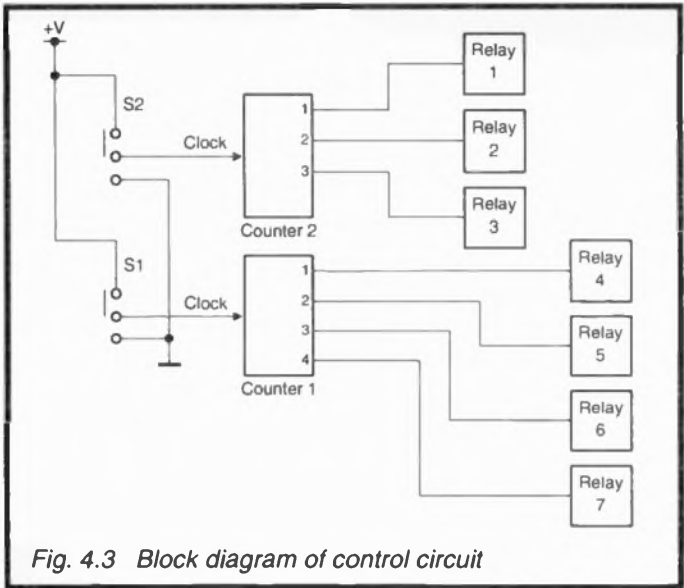 +V
S2
Clock
1
2
3
Counter 2
Relay
1
Relay
2
Relay
3
S1
Clock
1
2
3
4
Counter 1
Relay
4
Relay
5
Relay
6
Relay
7
Fig. 4.3 Block diagram of control circuit